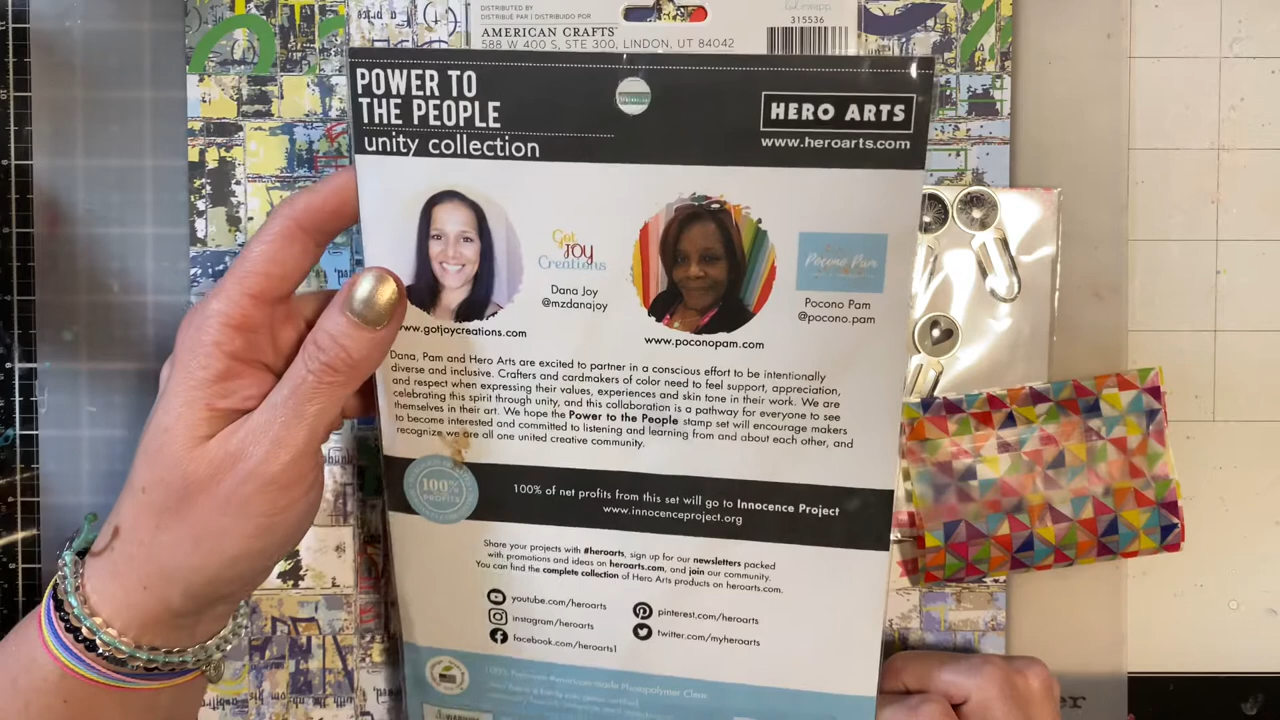 DISTRIBUTED BY
DISTRIBUÉ PAR | DISTRIBUIDO POR
AMERICAN CRAFTS
588 W 400 S, STE 300, LINDON, UT 84042
315536
POWER TO
THE PEOPLE
unity collection
HERO ARTS
www.heroarts.com
Got
JOY
Creations
Dana Joy
@mzdanajoy
www.gotjoycreations.com
Pocono Pam
Pocono Pam
@pocono.pam
www.poconopam.com
Dana, Pam and Hero Arts are excited to partner in a conscious effort to be intentionally
diverse and inclusive. Crafters and cardmakers of color need to feel support, appreciation,
and respect when expressing their values, experiences and skin tone in their work. We are
celebrating this spirit through unity, and this collaboration is a pathway for everyone to see
themselves in their art. We hope the Power to the People stamp set will encourage makers
to become interested and committed to listening and learning from and about each other, and
recognize we are all one united creative community.
100%
PROFITS
100% of net profits from this set will go to Innocence Project
www.innocenceproject.org
Share your projects with #heroarts, sign up for our newsletters packed
with promotions and ideas on heroarts.com, and join our community.
You can find the complete collection of Hero Arts products on heroarts.com.
youtube.com/heroarts
instagram/heroarts
facebook.com/heroarts1
pinterest.com/heroarts
twitter.com/myheroarts
Photopolymer Clear
WARNING